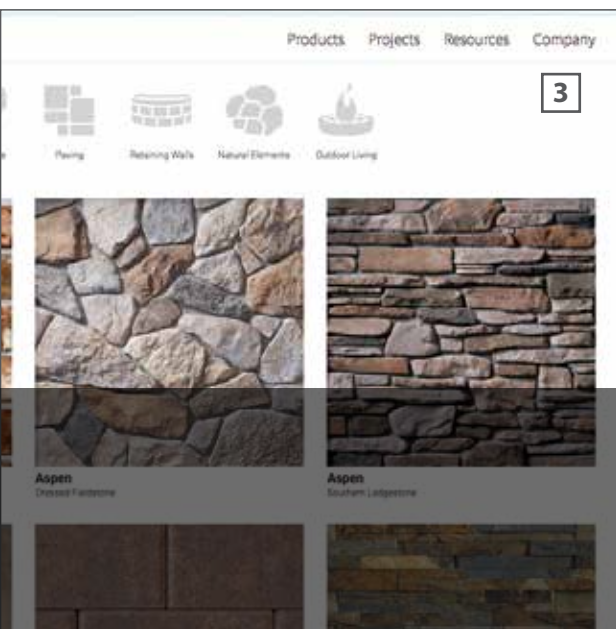 Products Projects Resources Company
3
Paving Retaining Walls Natural Elements Outdoor Living
Aspen Aspen
Dressed Fieldstone Southern Ledgestone